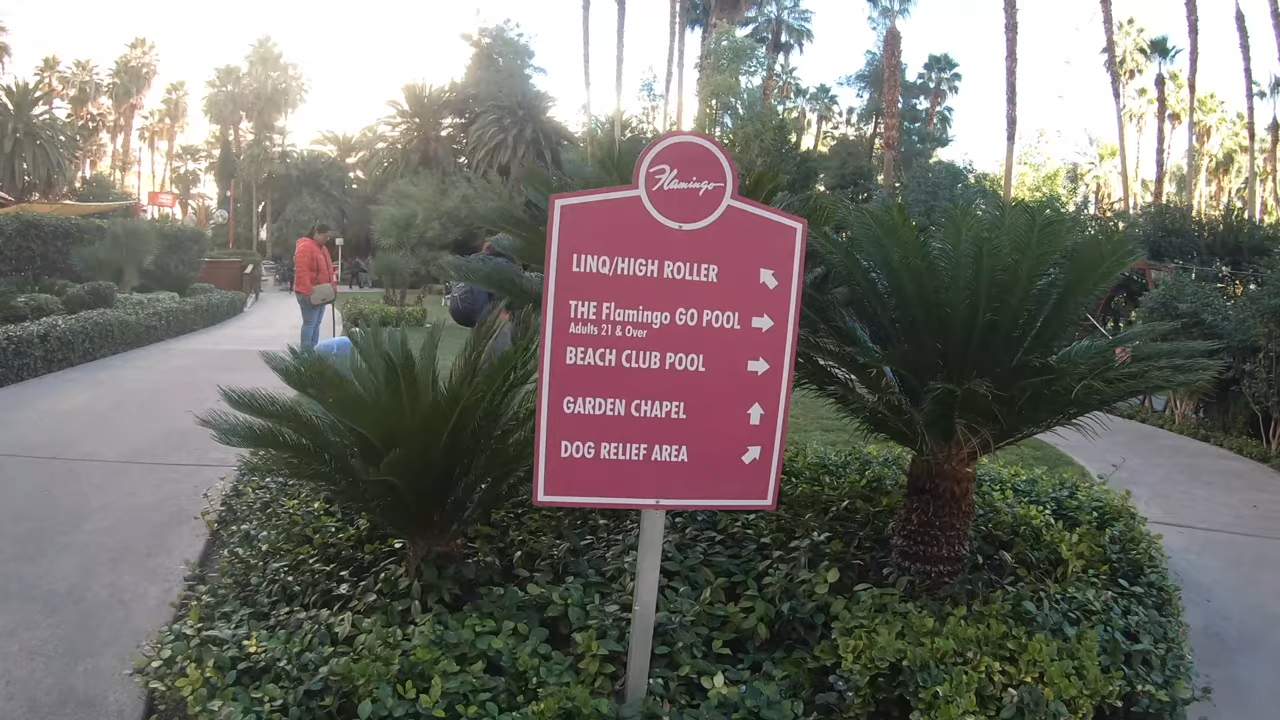 Flamingo
LINQ/HIGH ROLLER
THE Flamingo GO POOL
Adults 21 & Over
BEACH CLUB POOL
GARDEN CHAPEL
DOG RELIEF AREA